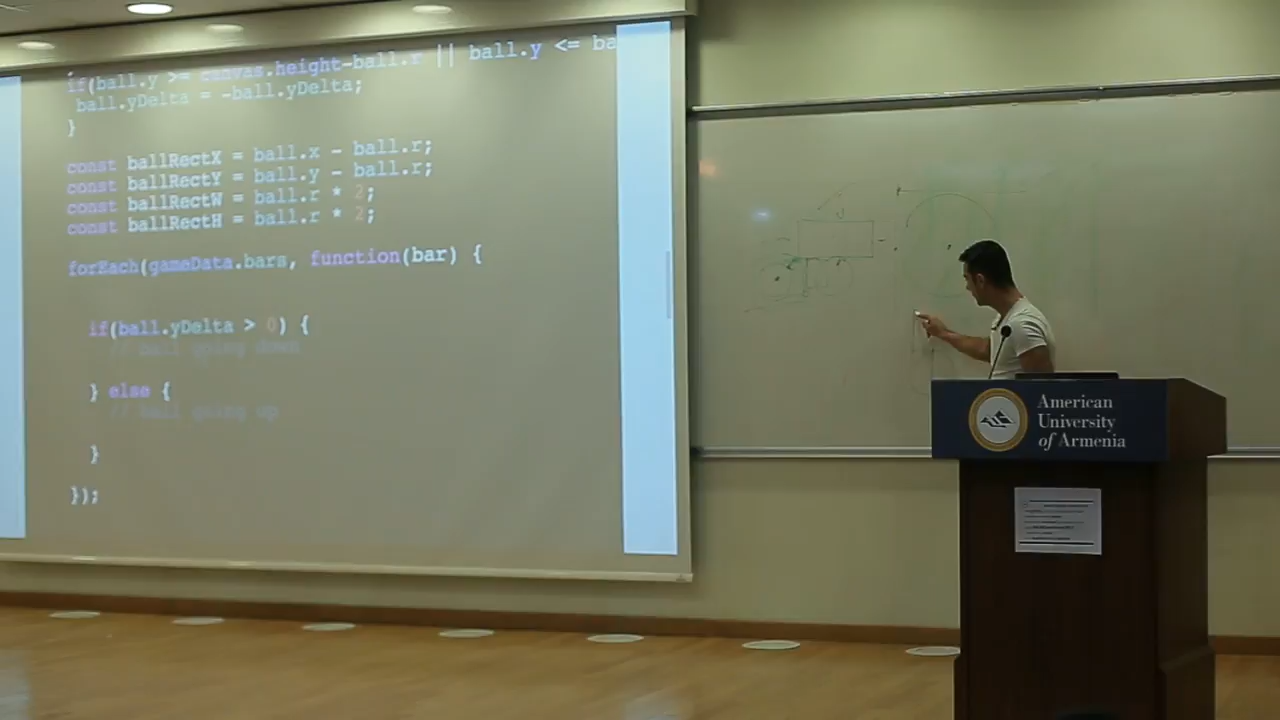 if(ball.y >= canvas.height-ball.r || ball.y <= ba
ball.yDelta = -ball.yDelta;
}
const ballRectX = ball.x - ball.r;
const ballRectY = ball.y - ball.r;
const ballRectW = ball.r * 2;
const ballRectH = ball.r * 2;
forEach(gameData.bars, function(bar) {
if(ball.yDelta > 0) {
// ball going down
} else {
// ball going up
}
});
American
University
of Armenia